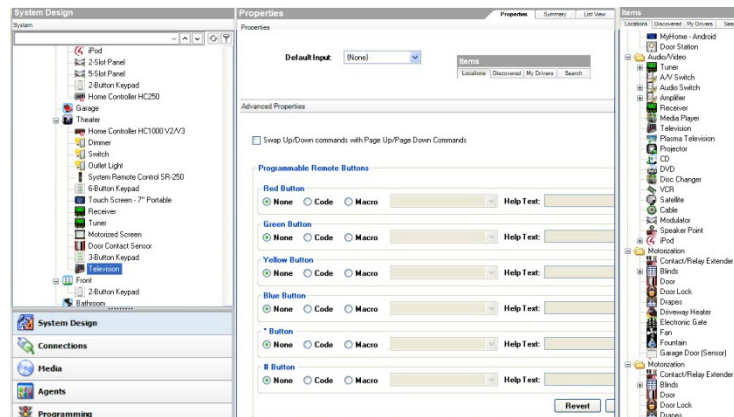 System Design
System
iPod
2-Slot Panel
5-Slot Panel
2-Button Keypad
Home Controller HC250
Garage
Theater
Home Controller HC1000 V2/V3
Dimmer
Switch
Outlet Light
System Remote Control SR-250
6-Button Keypad
Touch Screen - 7" Portable
Receiver
Tuner
Motorized Screen
Door Contact Sensor
3-Button Keypad
Television
Front
2-Button Keypad
Bathroom
System Design
Connections
Media
Agents
Programming
Properties
Properties Summary List View
Properties
Default Input: (None)
Items
Locations Discovered My Drivers Search
Advanced Properties
Swap Up/Down commands with Page Up/Page Down Commands
Programmable Remote Buttons
Red Button
None Code Macro Help Text:
Green Button
None Code Macro Help Text:
Yellow Button
None Code Macro Help Text:
Blue Button
None Code Macro Help Text:
* Button
None Code Macro Help Text:
# Button
None Code Macro Help Text:
Revert
Items
Locations Discovered My Drivers Sea
MyHome - Android
Door Station
Audio/Video
Tuner
A/V Switch
Audio Switch
Amplifier
Receiver
Media Player
Television
Plasma Television
Projector
CD
DVD
Disc Changer
VCR
Satellite
Cable
Modulator
Speaker Point
iPod
Motorization
Contact/Relay Extender
Blinds
Door
Door Lock
Drapes
Driveway Heater
Electronic Gate
Fan
Fountain
Garage Door (Sensor)
Motorization
Contact/Relay Extender
Blinds
Door
Door Lock
Drapes